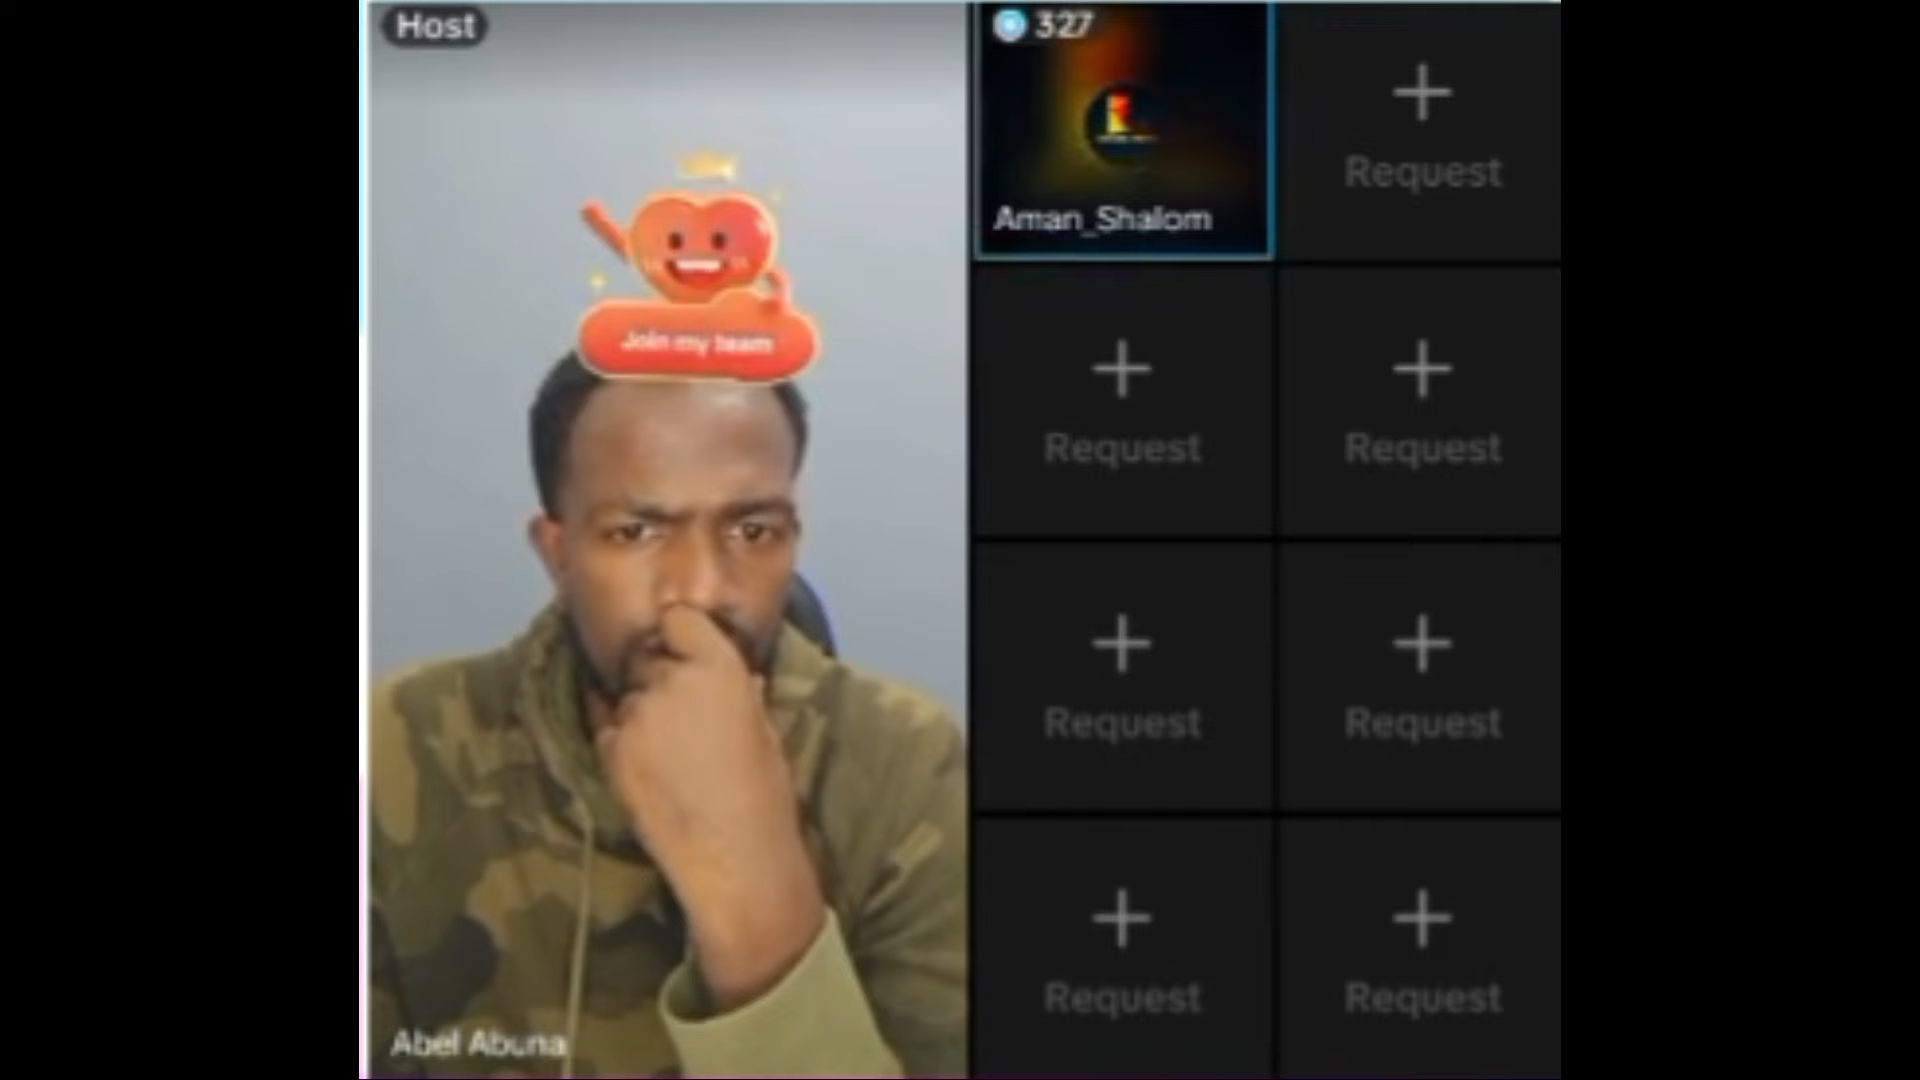 Host
Join my team
Abel Abuna
327
Aman_Shalom
Request
Request
Request
Request
Request
Request
Request